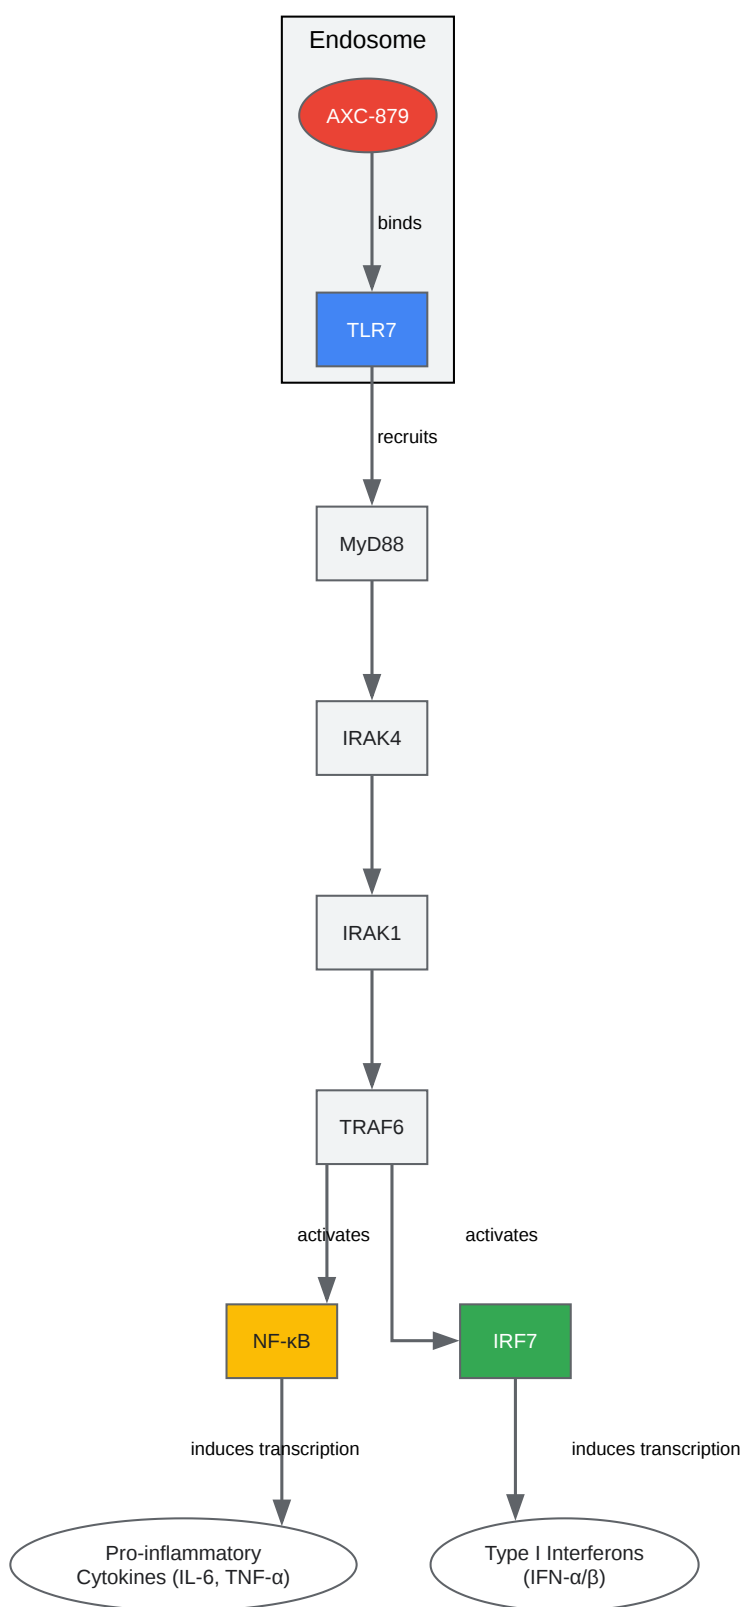 Endosome
AXC-879
binds
TLR7
recruits
MyD88
IRAK4
IRAK1
TRAF6
activates
activates
NF-κB
IRF7
induces transcription
induces transcription
Pro-inflammatory
Cytokines (IL-6, TNF-α)
Type I Interferons
(IFN-α/β)